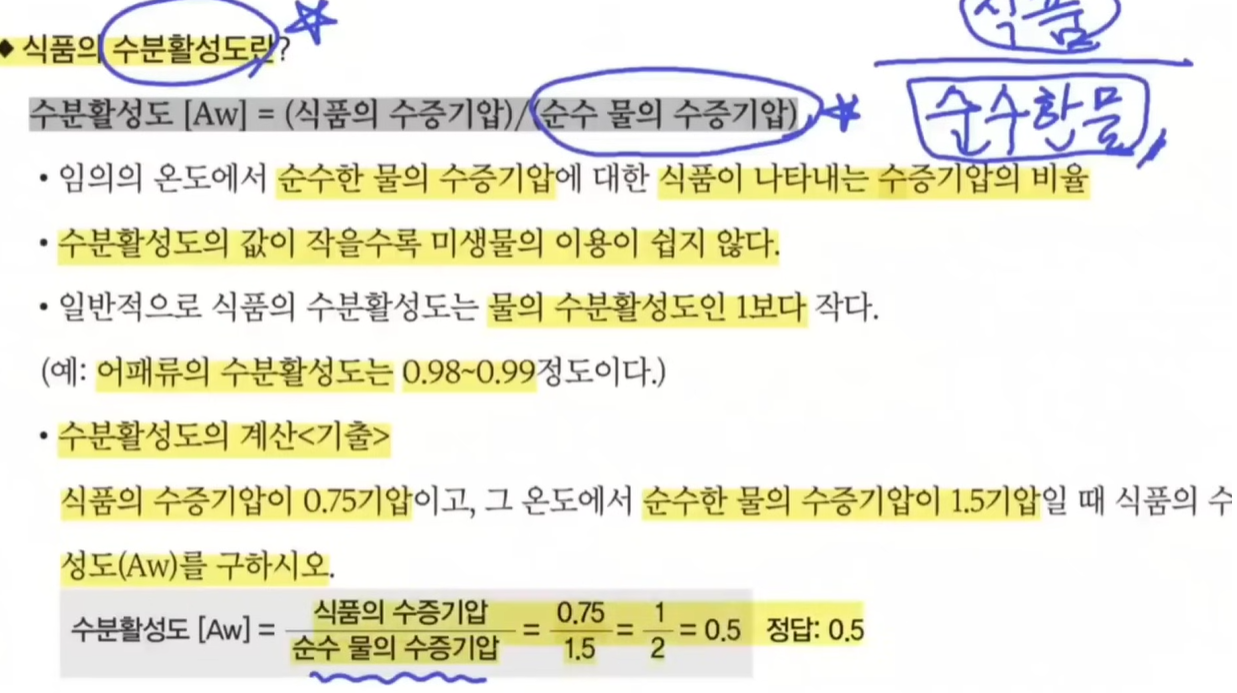 식품
순수한물
◆ 식품의 수분활성도란?
수분활성도 [Aw] = (식품의 수증기압)/(순수 물의 수증기압)
• 임의의 온도에서 순수한 물의 수증기압에 대한 식품이 나타내는 수증기압의 비율
• 수분활성도의 값이 작을수록 미생물의 이용이 쉽지 않다.
• 일반적으로 식품의 수분활성도는 물의 수분활성도인 1보다 작다.
(예: 어패류의 수분활성도는 0.98~0.99정도이다.)
• 수분활성도의 계산<기출>
식품의 수증기압이 0.75기압이고, 그 온도에서 순수한 물의 수증기압이 1.5기압일 때 식품의 수
성도(Aw)를 구하시오.
수분활성도 [Aw] = 식품의 수증기압 / 순수 물의 수증기압 = 0.75 / 1.5 = 1 / 2 = 0.5 정답: 0.5